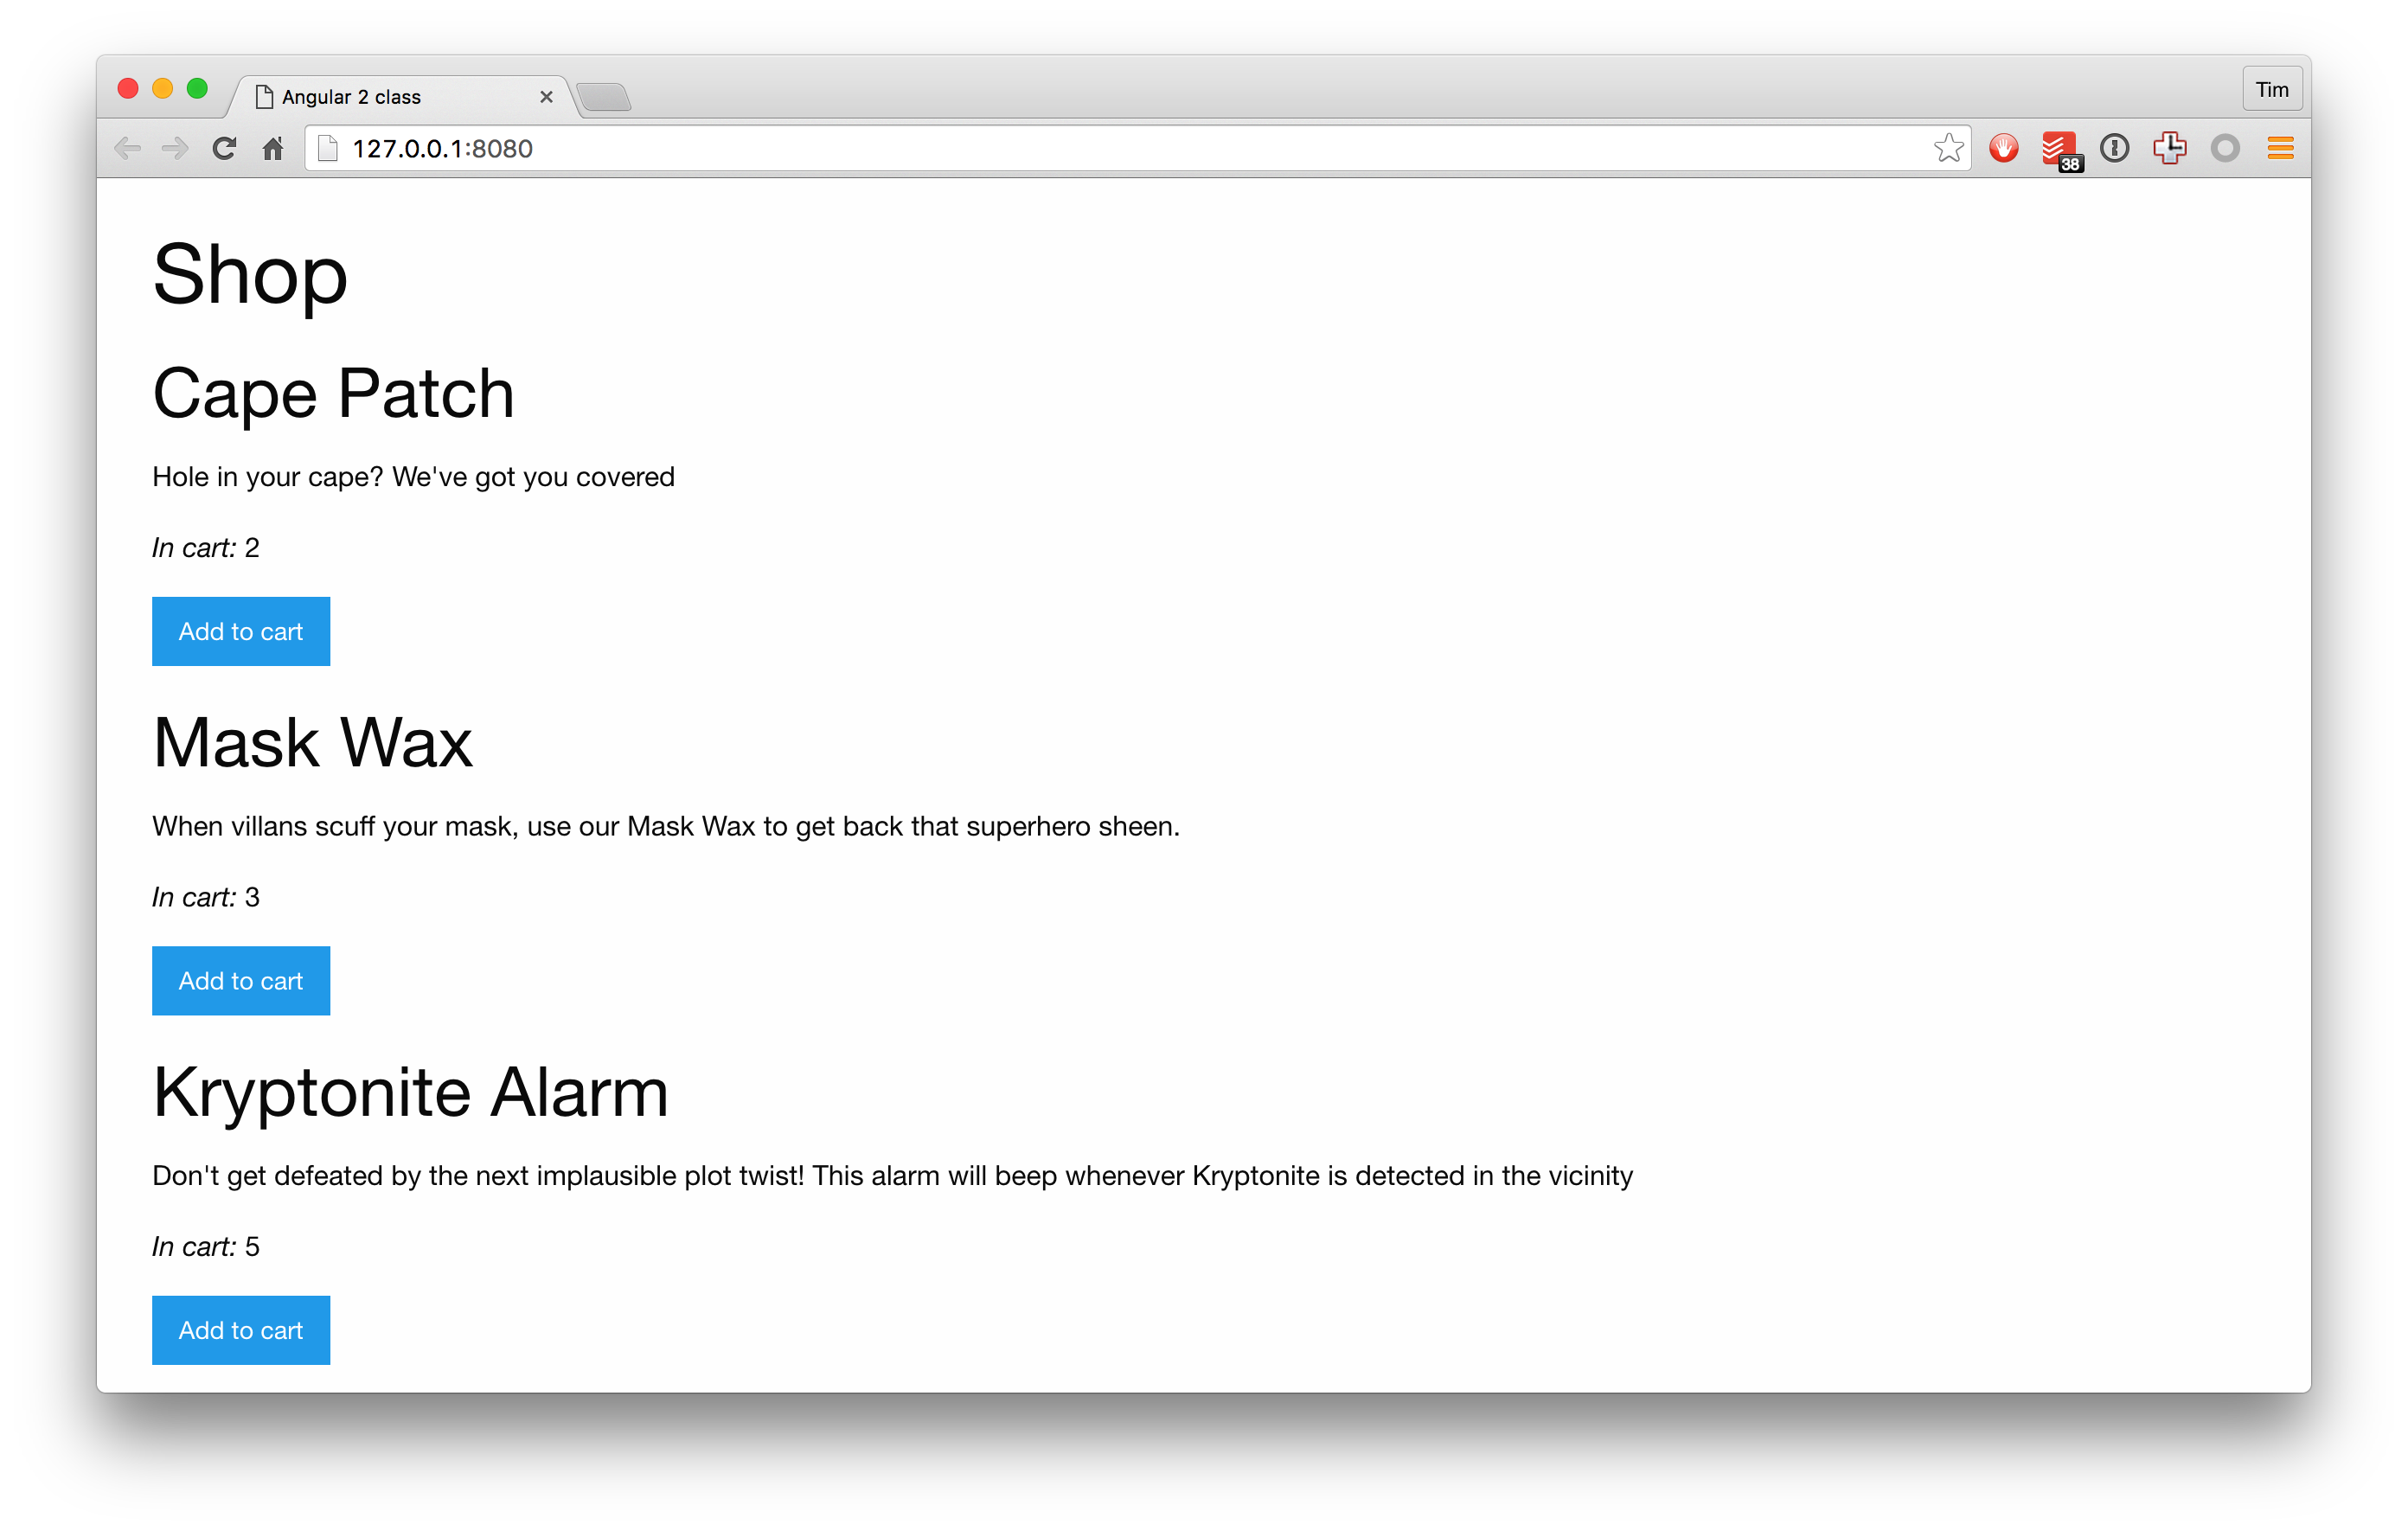 Angular 2 class
Tim
127.0.0.1:8080
38
Shop
Cape Patch
Hole in your cape? We've got you covered
In cart: 2
Add to cart
Mask Wax
When villans scuff your mask, use our Mask Wax to get back that superhero sheen.
In cart: 3
Add to cart
Kryptonite Alarm
Don't get defeated by the next implausible plot twist! This alarm will beep whenever Kryptonite is detected in the vicinity
In cart: 5
Add to cart